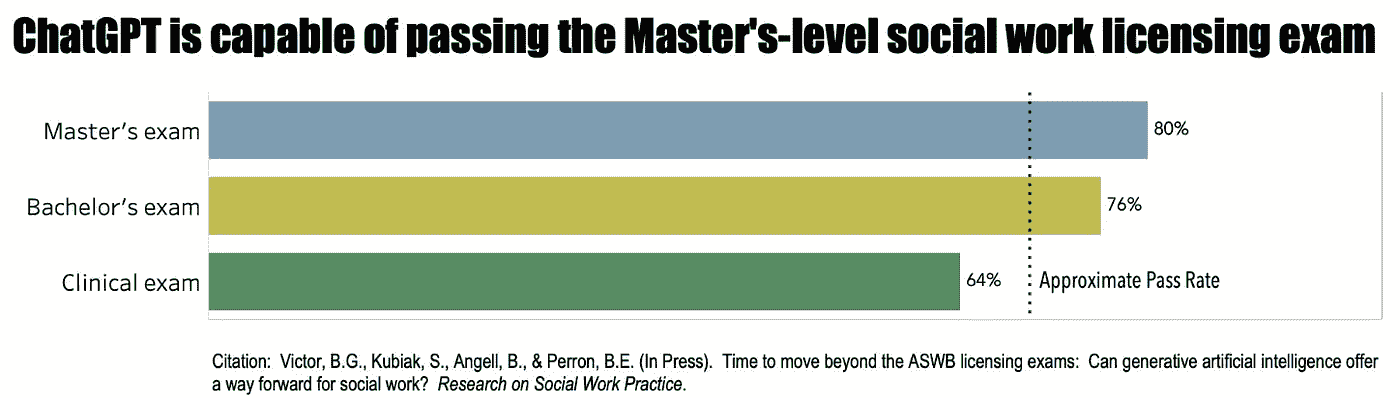 ChatGPT is capable of passing the Master's-level social work licensing exam
Master's exam
80%
Bachelor's exam
76%
Clinical exam
64%
Approximate Pass Rate
Citation: Victor, B.G., Kubiak, S., Angell, B., & Perron, B.E. (In Press). Time to move beyond the ASWB licensing exams: Can generative artificial intelligence offer
a way forward for social work? Research on Social Work Practice.